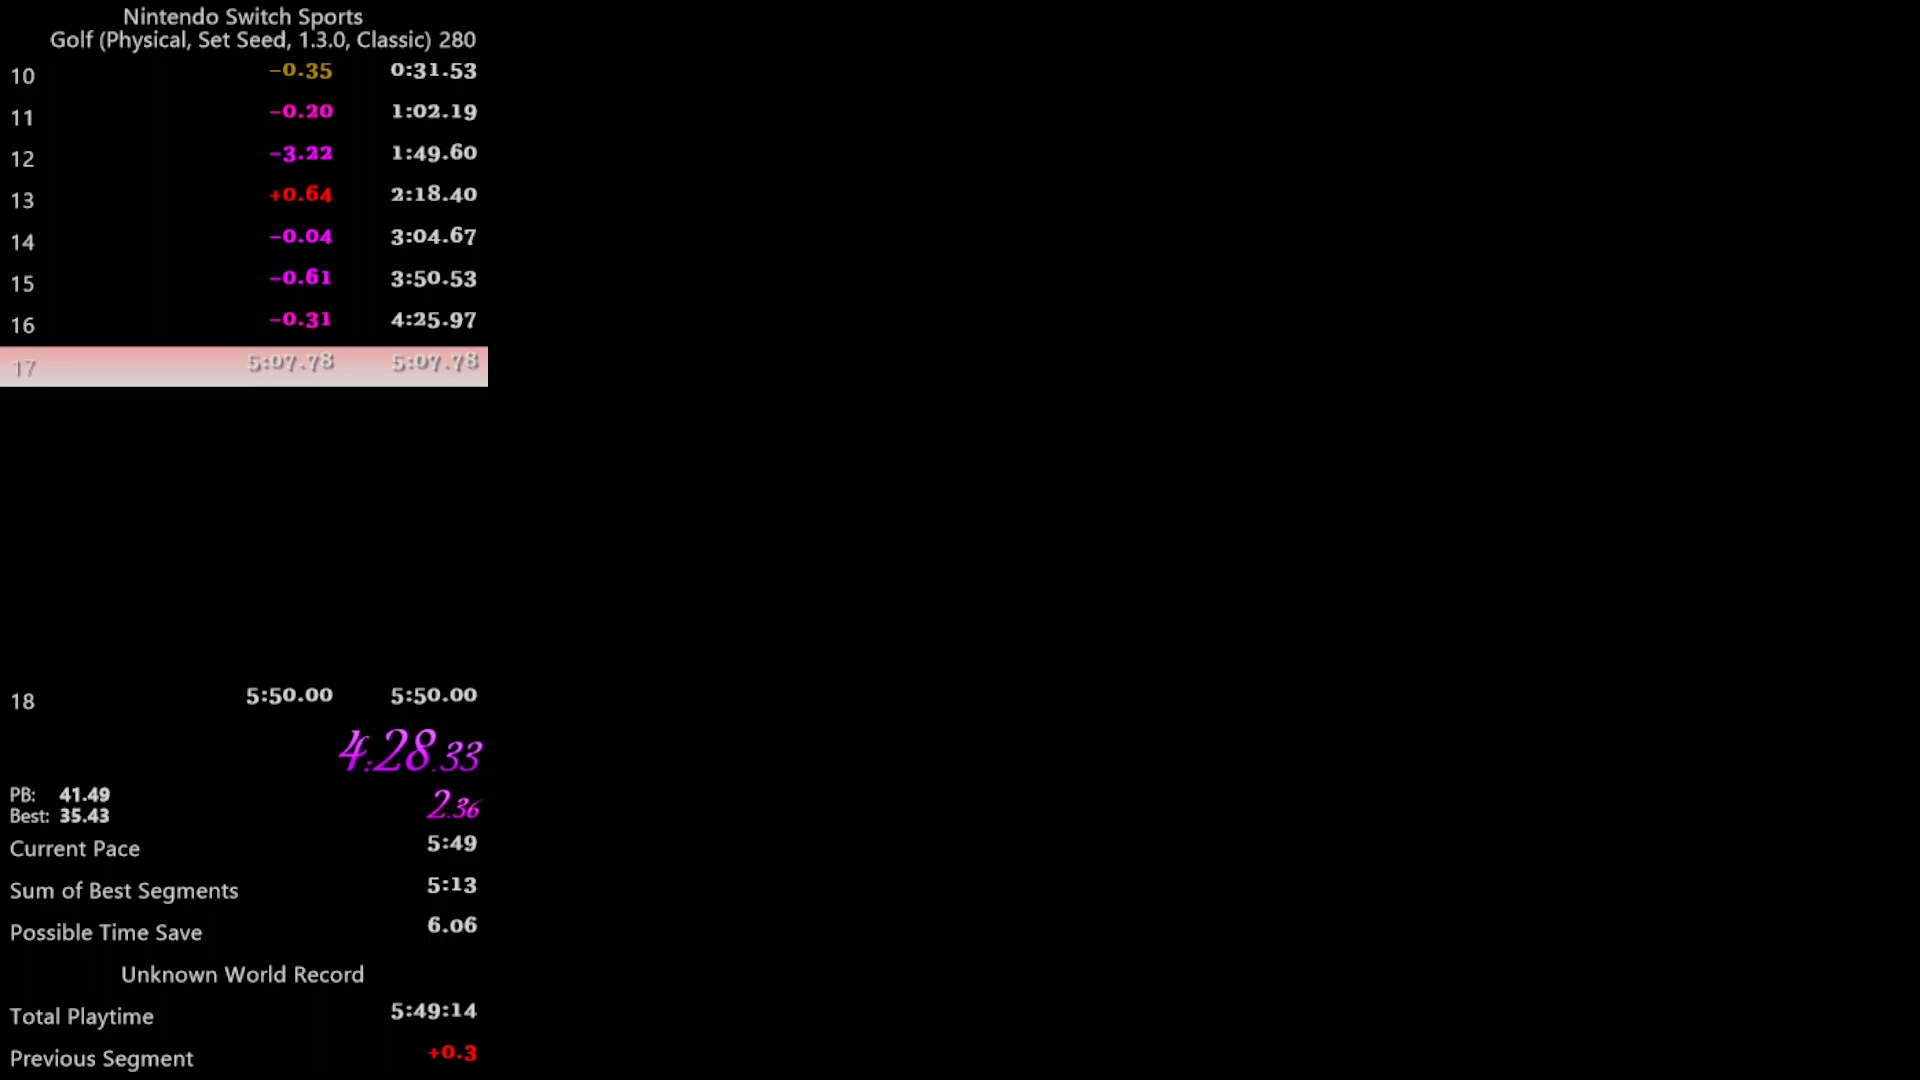 Nintendo Switch Sports
Golf (Physical, Set Seed, 1.3.0, Classic) 280
10 −0.35 0:31.53
11 −0.20 1:02.19
12 −3.22 1:49.60
13 +0.64 2:18.40
14 −0.04 3:04.67
15 −0.61 3:50.53
16 −0.31 4:25.97
17 5:07.78 5:07.78
18 5:50.00 5:50.00
4:28.33
PB: 41.49
Best: 35.43
2.36
Current Pace 5:49
Sum of Best Segments 5:13
Possible Time Save 6.06
Unknown World Record
Total Playtime 5:49:14
Previous Segment +0.3